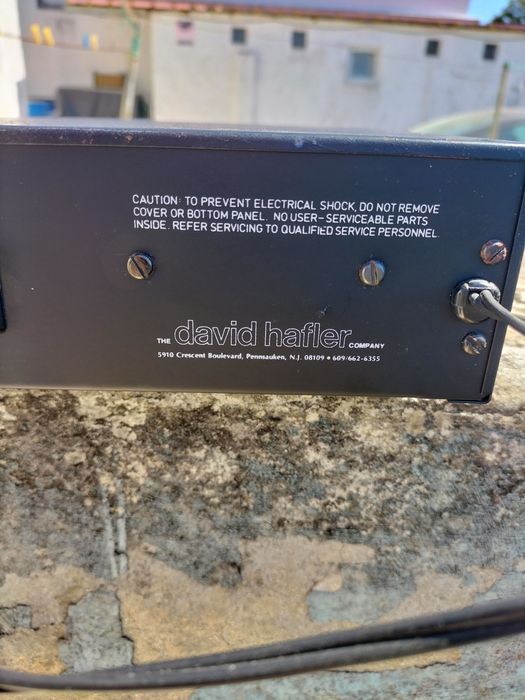 CAUTION: TO PREVENT ELECTRICAL SHOCK, DO NOT REMOVE
COVER OR BOTTOM PANEL. NO USER-SERVICEABLE PARTS
INSIDE. REFER SERVICING TO QUALIFIED SERVICE PERSONNEL.
THE david hafler COMPANY
5910 Crescent Boulevard, Pennsauken, N.J. 08109 • 609/662-6355